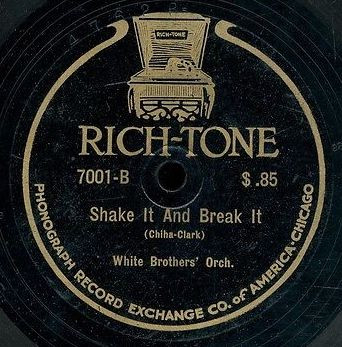 RICH-TONE
RICH-TONE
7001-B $.85
Shake It And Break It
(Chiha-Clark)
White Brothers' Orch.
PHONOGRAPH RECORD EXCHANGE CO. of AMERICA-CHICAGO